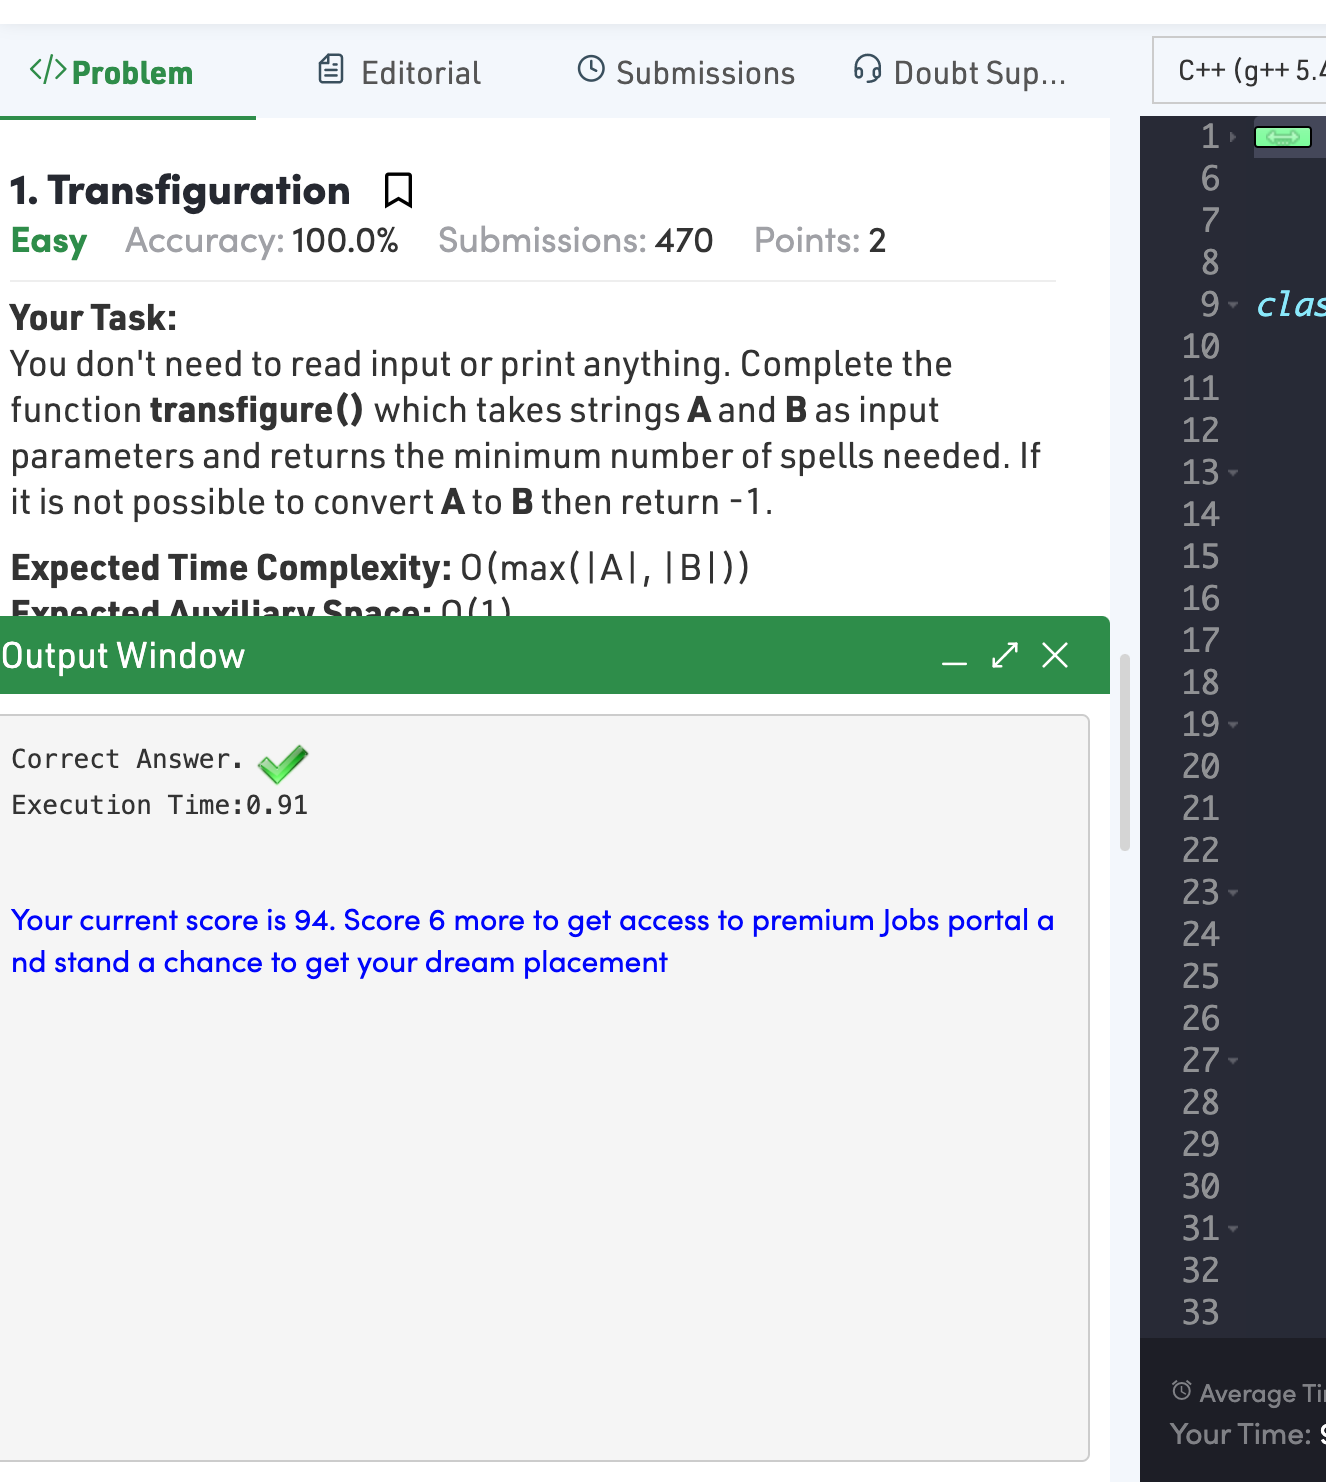 </> Problem
Editorial
Submissions
Doubt Sup...
C++ (g++ 5.4
1. Transfiguration
Easy Accuracy: 100.0% Submissions: 470 Points: 2
Your Task:
You don't need to read input or print anything. Complete the
function transfigure() which takes strings A and B as input
parameters and returns the minimum number of spells needed. If
it is not possible to convert A to B then return -1.
Expected Time Complexity: O(max(|A|, |B|))
Expected Auxiliary Space: O(1)
Output Window
Correct Answer.
Execution Time:0.91
Your current score is 94. Score 6 more to get access to premium Jobs portal a
nd stand a chance to get your dream placement
1
6
7
8
9 clas
10
11
12
13
14
15
16
17
18
19
20
21
22
23
24
25
26
27
28
29
30
31
32
33
Average Ti
Your Time: